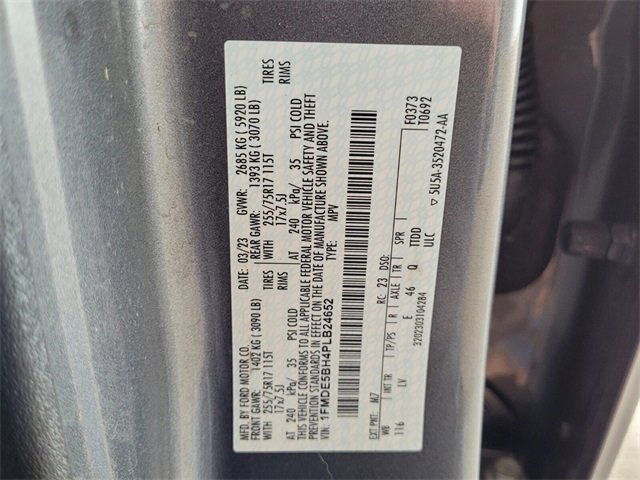 MFD. BY FORD MOTOR CO.
DATE: 03/23 GVWR: 2685 KG ( 5920 LB)
FRONT GAWR: 1402 KG (3090 LB) REAR GAWR: 1393 KG ( 3070 LB)
WITH 255/75R17 115T TIRES WITH 255/75R17 115T TIRES
17x7.5J RIMS 17x7.5J RIMS
AT 240 kPa/ 35 PSI COLD AT 240 kPa/ 35 PSI COLD
THIS VEHICLE CONFORMS TO ALL APPLICABLE FEDERAL MOTOR VEHICLE SAFETY AND THEFT
PREVENTION STANDARDS IN EFFECT ON THE DATE OF MANUFACTURE SHOWN ABOVE.
VIN: 1FMDE5BH4PLB24652 TYPE: MPV
F0373
T0692
EXT PNT: M7 RC: 23 DSO:
WB INT TR TP/PS R AXLE TR SPR
116 LV E 46 Q TTDD
3202303104284 ULC
5U5A-3520472-AA